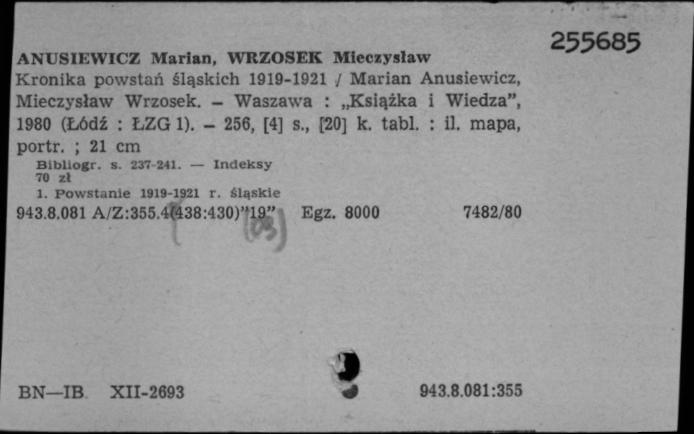 255685
ANUSIEWICZ Marian, WRZOSEK Mieczysław
Kronika powstań śląskich 1919-1921 / Marian Anusiewicz,
Mieczysław Wrzosek. — Waszawa : „Książka i Wiedza”,
1980 (Łódź : ŁZG 1). — 256, [4] s., [20] k. tabl. : il. mapa,
portr. ; 21 cm
Bibliogr. s. 237-241. — Indeksy
70 zł
1. Powstanie 1919-1921 r. śląskie
943.8.081 A/Z:355.4(438:430)”19” Egz. 8000 7482/80
(03)
BN—IB XII-2693 943.8.081:355